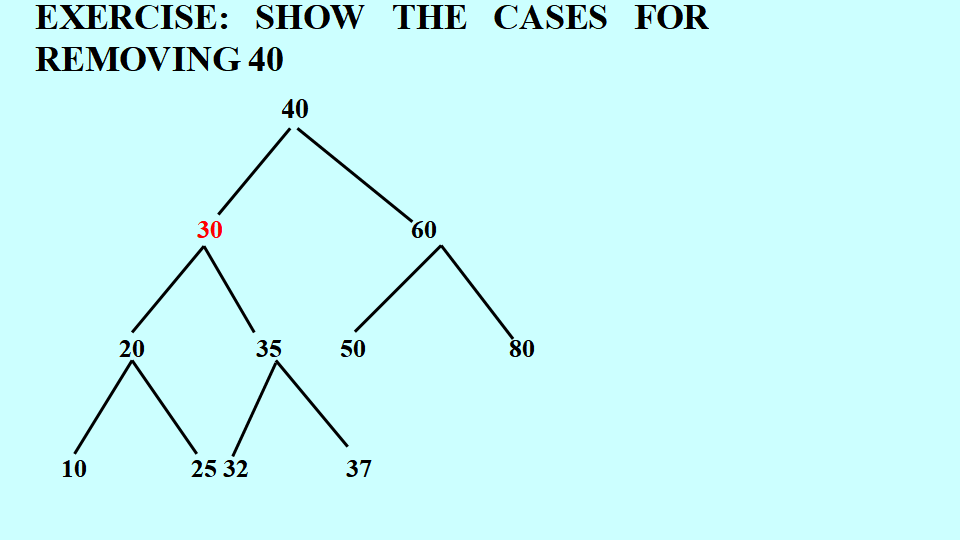 EXERCISE: SHOW THE CASES FOR
REMOVING 40
40
30 60
20 35 50 80
10 25 32 37